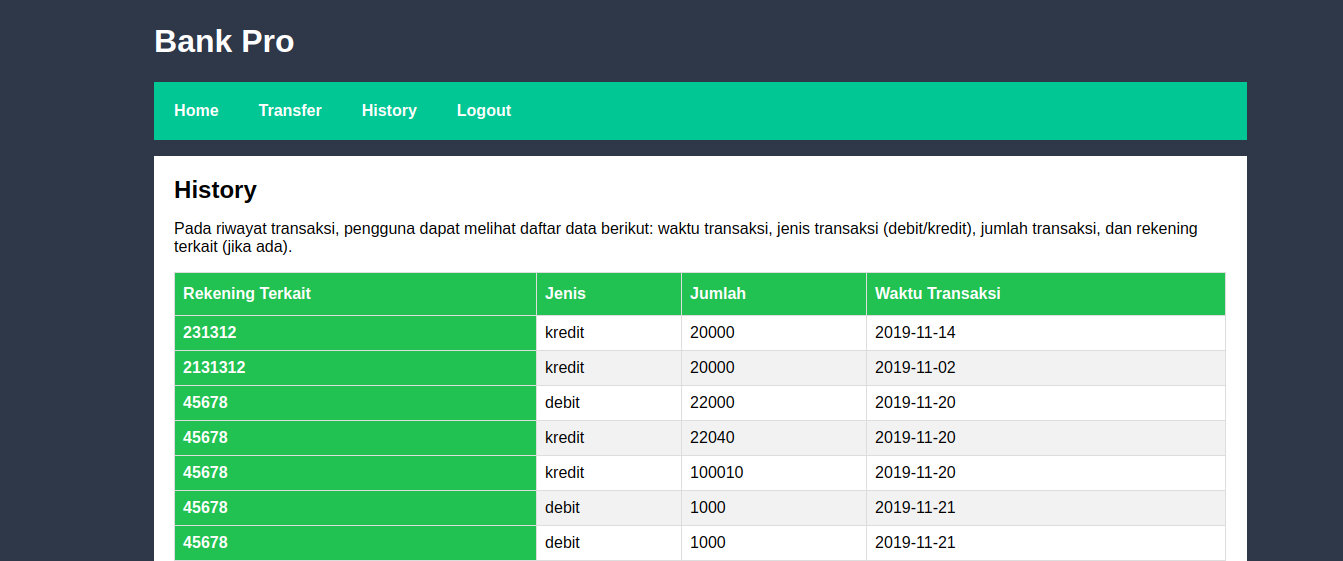 Bank Pro
Home Transfer History Logout
History
Pada riwayat transaksi, pengguna dapat melihat daftar data berikut: waktu transaksi, jenis transaksi (debit/kredit), jumlah transaksi, dan rekening
terkait (jika ada).
Rekening Terkait Jenis Jumlah Waktu Transaksi
231312 kredit 20000 2019-11-14
2131312 kredit 20000 2019-11-02
45678 debit 22000 2019-11-20
45678 kredit 22040 2019-11-20
45678 kredit 100010 2019-11-20
45678 debit 1000 2019-11-21
45678 debit 1000 2019-11-21